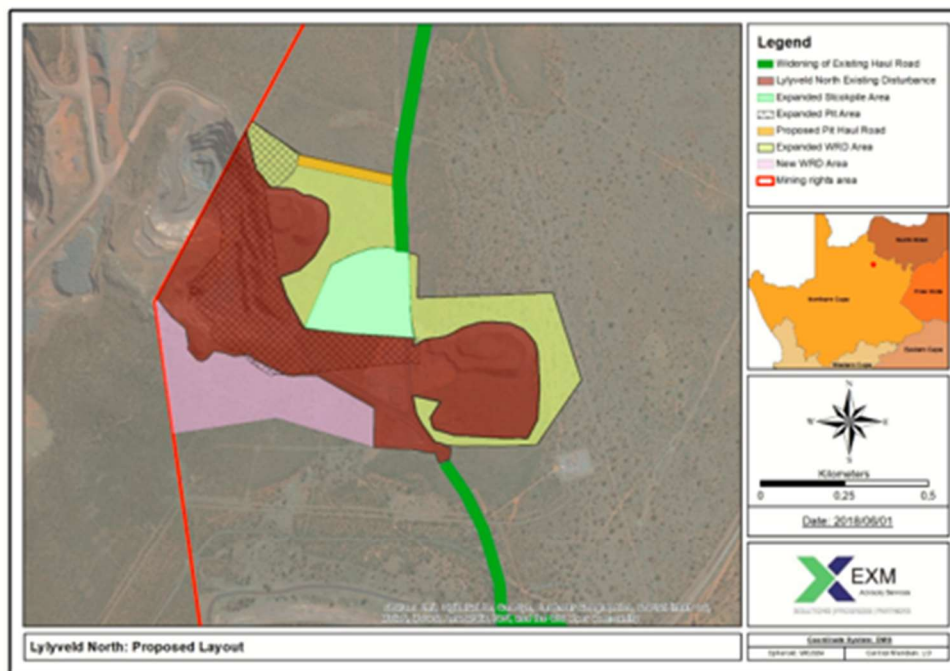 Legend
Widening of Existing Haul Road
Lylyveld North Existing Disturbance
Expanded Stockpile Area
Expanded Pit Area
Proposed Pit Haul Road
Expanded WRD Area
New WRD Area
Mining rights area
North West
Northern Cape
Free State
Eastern Cape
Western Cape
N
W
E
S
Kilometers
0 0,25 0,5
Date: 2018/06/01
EXM
Advisory Services
SOLUTIONS | PROCESSES | PARTNERS
Lylyveld North: Proposed Layout